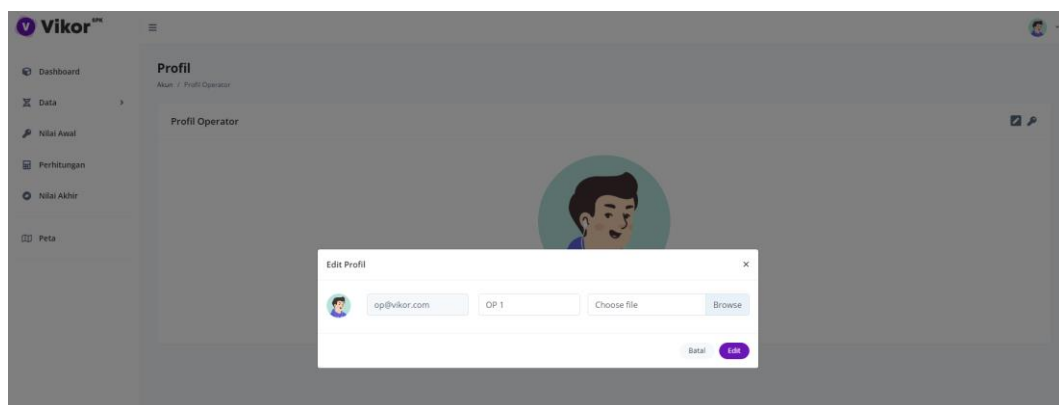 Vikor SPK
Dashboard
Data
Nilai Awal
Perhitungan
Nilai Akhir
Peta
Profil
Akun / Profil Operator
Profil Operator
Edit Profil
op@vikor.com
OP 1
Choose file
Browse
Batal
Edit